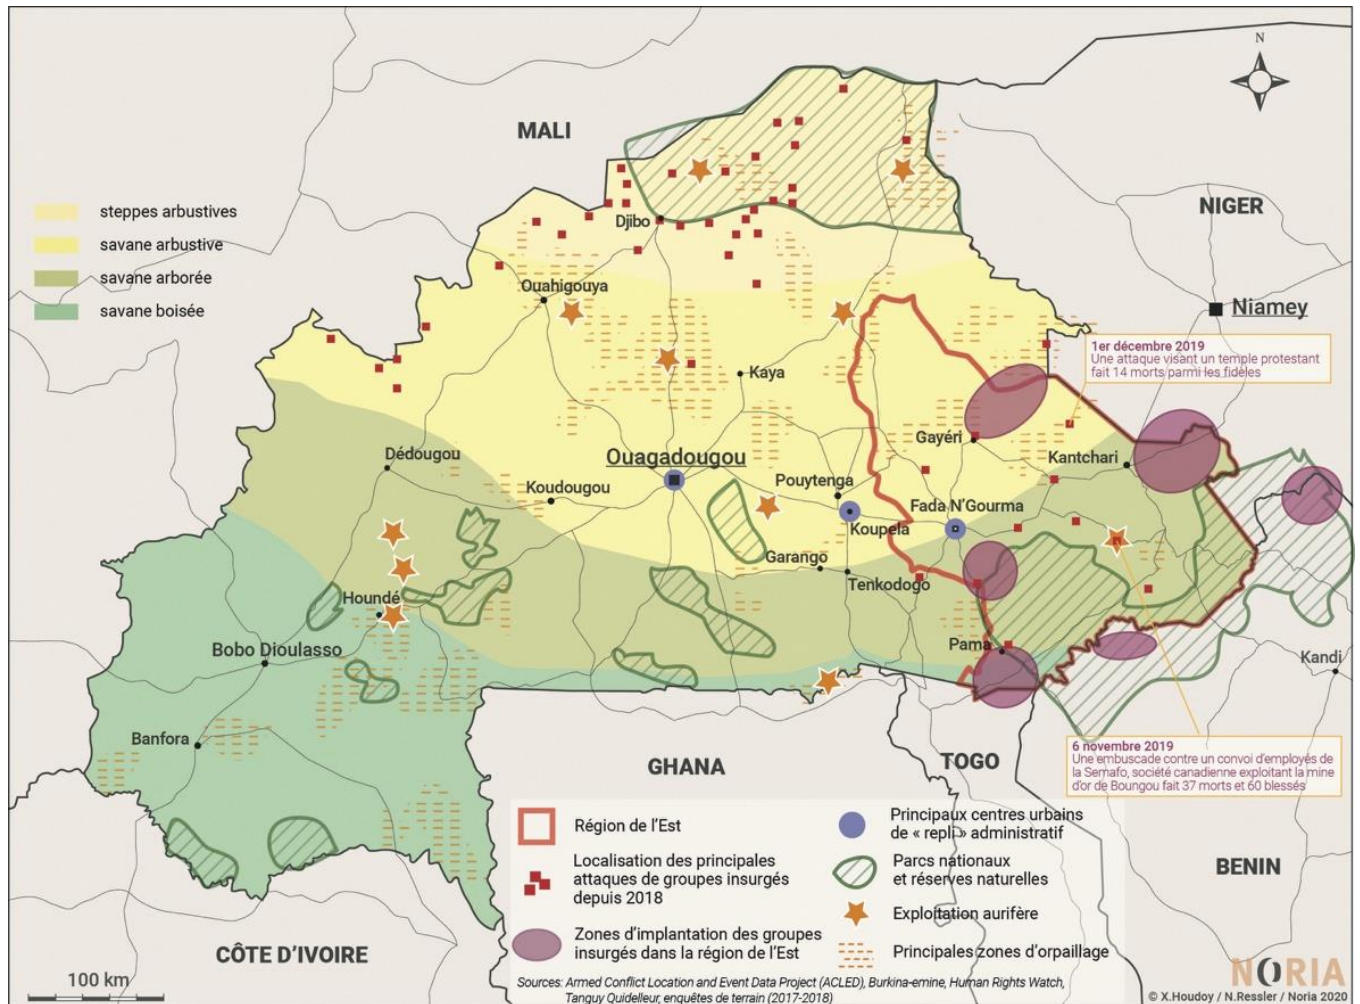 N
MALI
NIGER
steppes arbustives
savane arbustive
savane arborée
savane boisée
Djibo
Ouahigouya
Niamey
1er décembre 2019
Une attaque visant un temple protestant
fait 14 morts parmi les fidèles
Kaya
Gayéri
Dédougou
Ouagadougou
Kantchari
Koudougou
Pouytenga
Fada N'Gourma
Koupela
Garango
Tenkodogo
Houndé
Bobo Dioulasso
Pama
Kandi
Banfora
6 novembre 2019
Une embuscade contre un convoi d'employés de
la Semafo, société canadienne exploitant la mine
d'or de Boungou fait 37 morts et 60 blessés
GHANA
TOGO
BENIN
CÔTE D'IVOIRE
Région de l'Est
Localisation des principales
attaques de groupes insurgés
depuis 2018
Zones d'implantation des groupes
insurgés dans la région de l'Est
Principaux centres urbains
de « repli » administratif
Parcs nationaux
et réserves naturelles
Exploitation aurifère
Principales zones d'orpaillage
Sources: Armed Conflict Location and Event Data Project (ACLED), Burkina-emine, Human Rights Watch,
Tanguy Quidelleur, enquêtes de terrain (2017-2018)
100 km
NORIA
© X.Houdoy / N.Ressler / Noria 2020